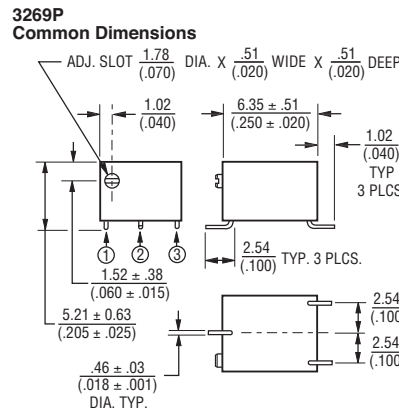 3269P
Common Dimensions
ADJ. SLOT 1.78 (.070) DIA. X .51 (.020) WIDE X .51 (.020) DEEP
1.02
(.040)
6.35 ± .51
(.250 ± .020)
1.02
(.040)
TYP
3 PLCS.
1 2 3
2.54
(.100) TYP. 3 PLCS.
1.52 ± .38
(.060 ± .015)
5.21 ± 0.63
(.205 ± .025)
2.54
(.100
2.54
(.100
.46 ± .03
(.018 ± .001)
DIA. TYP.